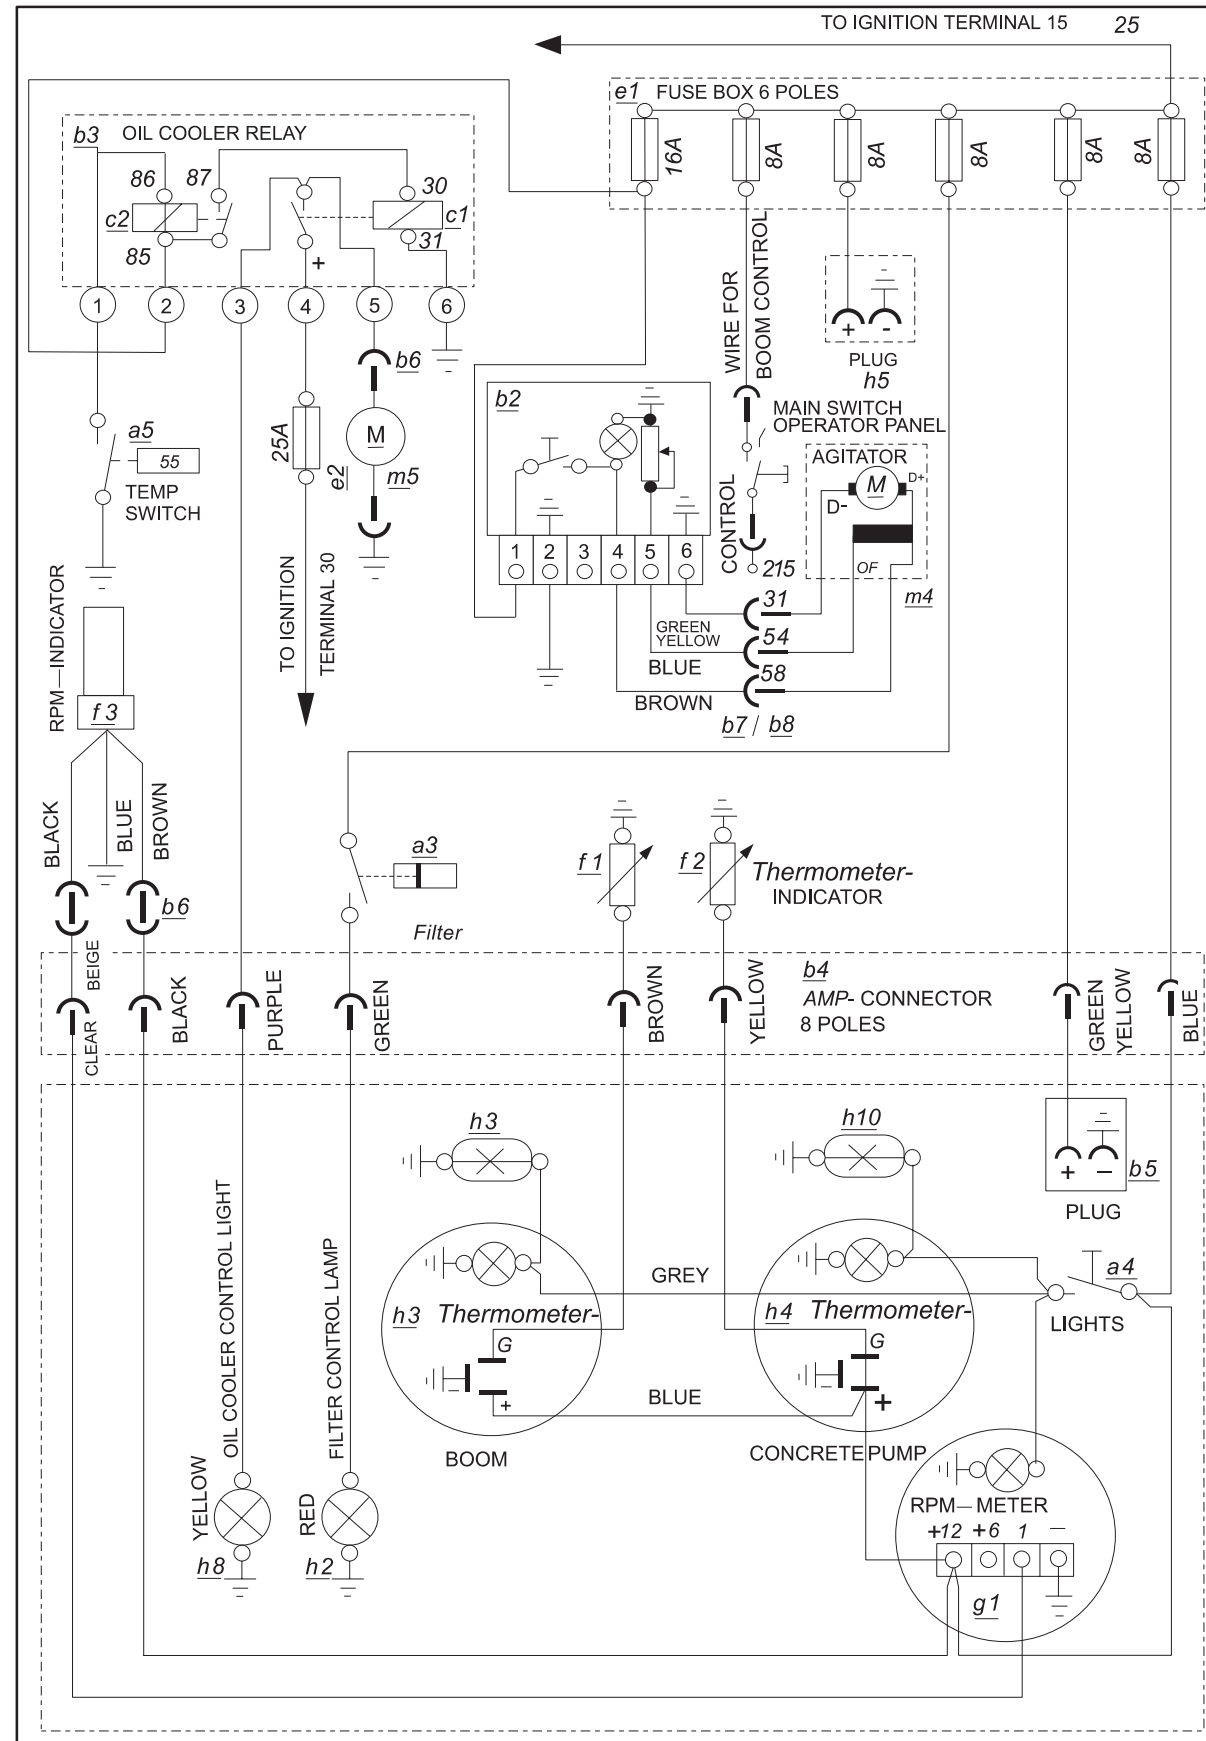 TO IGNITION TERMINAL 15 25
e1 FUSE BOX 6 POLES
16A
8A
8A
8A
8A
8A
b3 OIL COOLER RELAY
86 87
30
c2
c1
85
31
+
1 2 3 4 5 6
b6
25A
e2
M
m5
a5
55
TEMP
SWITCH
TO IGNITION
TERMINAL 30
WIRE FOR
BOOM CONTROL
+ -
PLUG
h5
b2
1 2 3 4 5 6
MAIN SWITCH
OPERATOR PANEL
CONTROL
215
AGITATOR
M
D+
D-
OF
m4
31
GREEN
YELLOW
54
BLUE
58
BROWN
b7 / b8
RPM—INDICATOR
f 3
BLACK
BLUE
BROWN
b6
a3
Filter
f 1
f 2
Thermometer-
INDICATOR
BEIGE
CLEAR
BLACK
PURPLE
GREEN
BROWN
YELLOW
b4
AMP- CONNECTOR
8 POLES
GREEN
YELLOW
BLUE
h3
h10
+ –
b5
PLUG
OIL COOLER CONTROL LIGHT
FILTER CONTROL LAMP
GREY
a4
LIGHTS
h3 Thermometer-
G
+
BOOM
BLUE
h4 Thermometer-
G
+
CONCRETE PUMP
YELLOW
h8
RED
h2
RPM— METER
+12 +6 1 —
g1